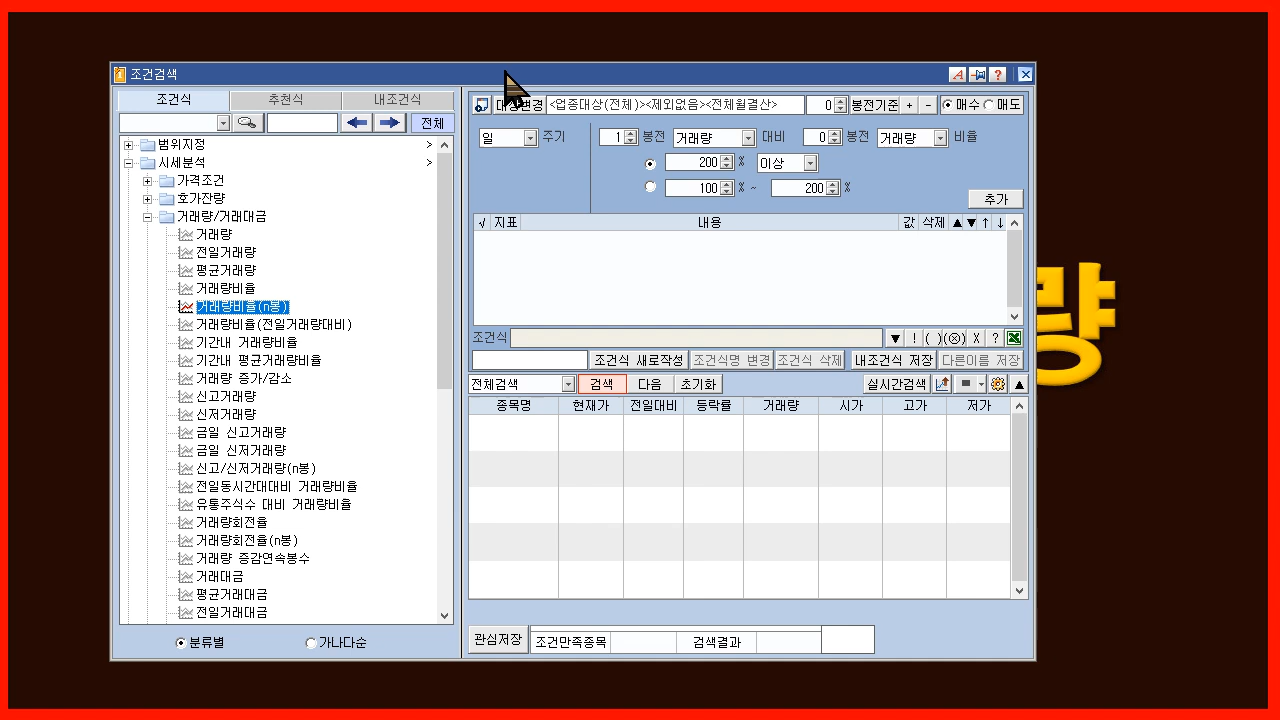 조건검색
조건식 추천식 내조건식
전체
범위지정 >
시세분석 >
가격조건
호가잔량
거래량/거래대금
거래량
전일거래량
평균거래량
거래량비율
거래량비율(n봉)
거래량비율(전일거래량대비)
기간내 거래량비율
기간내 평균거래량비율
거래량 증가/감소
신고거래량
신저거래량
금일 신고거래량
금일 신저거래량
신고/신저거래량(n봉)
전일동시간대대비 거래량비율
유통주식수 대비 거래량비율
거래량회전율
거래량회전율(n봉)
거래량 증감연속봉수
거래대금
평균거래대금
전일거래대금
분류별 가나다순
대상변경 <업종대상(전체)><제외없음><전체월결산> 0 봉전기준 + - 매수 매도
일 주기 1 봉전 거래량 대비 0 봉전 거래량 비율
200 % 이상
100 % ~ 200 %
추가
√ 지표 내용 값 삭제 ▲ ▼ ↑ ↓
조건식 ▼ ! ( ) (⊗) X ?
조건식 새로작성 조건식명 변경 조건식 삭제 내조건식 저장 다른이름 저장
전체검색 검색 다음 초기화 실시간검색 ▲
종목명 현재가 전일대비 등락률 거래량 시가 고가 저가
관심저장 조건만족종목 검색결과
량